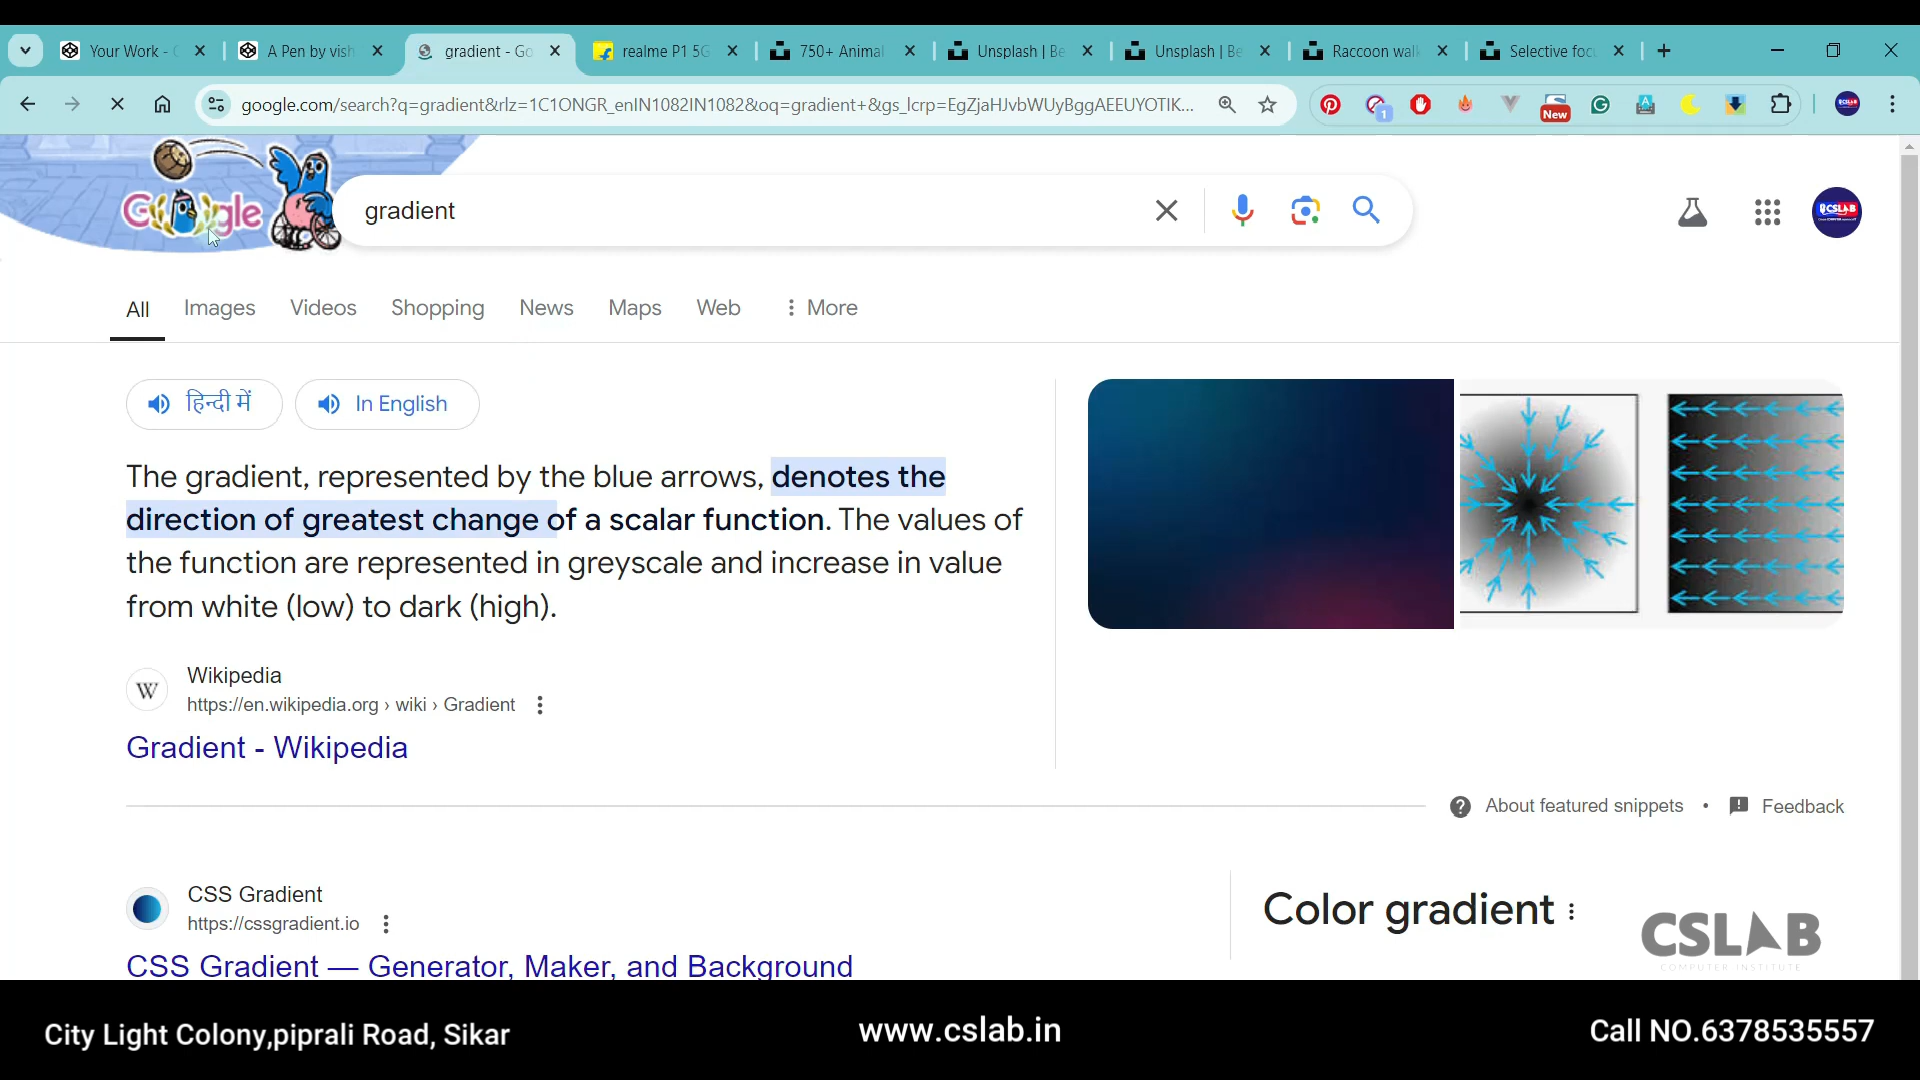 Your Work - C
A Pen by vish
gradient - Go
realme P1 5G
750+ Animal
Unsplash | Be
Unsplash | Be
Raccoon walk
Selective foc
google.com/search?q=gradient&rlz=1C1ONGR_enIN1082IN1082&oq=gradient+&gs_lcrp=EgZjaHJvbWUyBggAEEUYOTIK...
1
New
Google
gradient
CSLAB
All
Images
Videos
Shopping
News
Maps
Web
More
हिन्दी में
In English
The gradient, represented by the blue arrows, denotes the
direction of greatest change of a scalar function. The values of
the function are represented in greyscale and increase in value
from white (low) to dark (high).
W
Wikipedia
https://en.wikipedia.org › wiki › Gradient
Gradient - Wikipedia
About featured snippets • Feedback
CSS Gradient
https://cssgradient.io
CSS Gradient — Generator, Maker, and Background
Color gradient
CSLAB
COMPUTER INSTITUTE
City Light Colony,piprali Road, Sikar
www.cslab.in
Call NO.6378535557